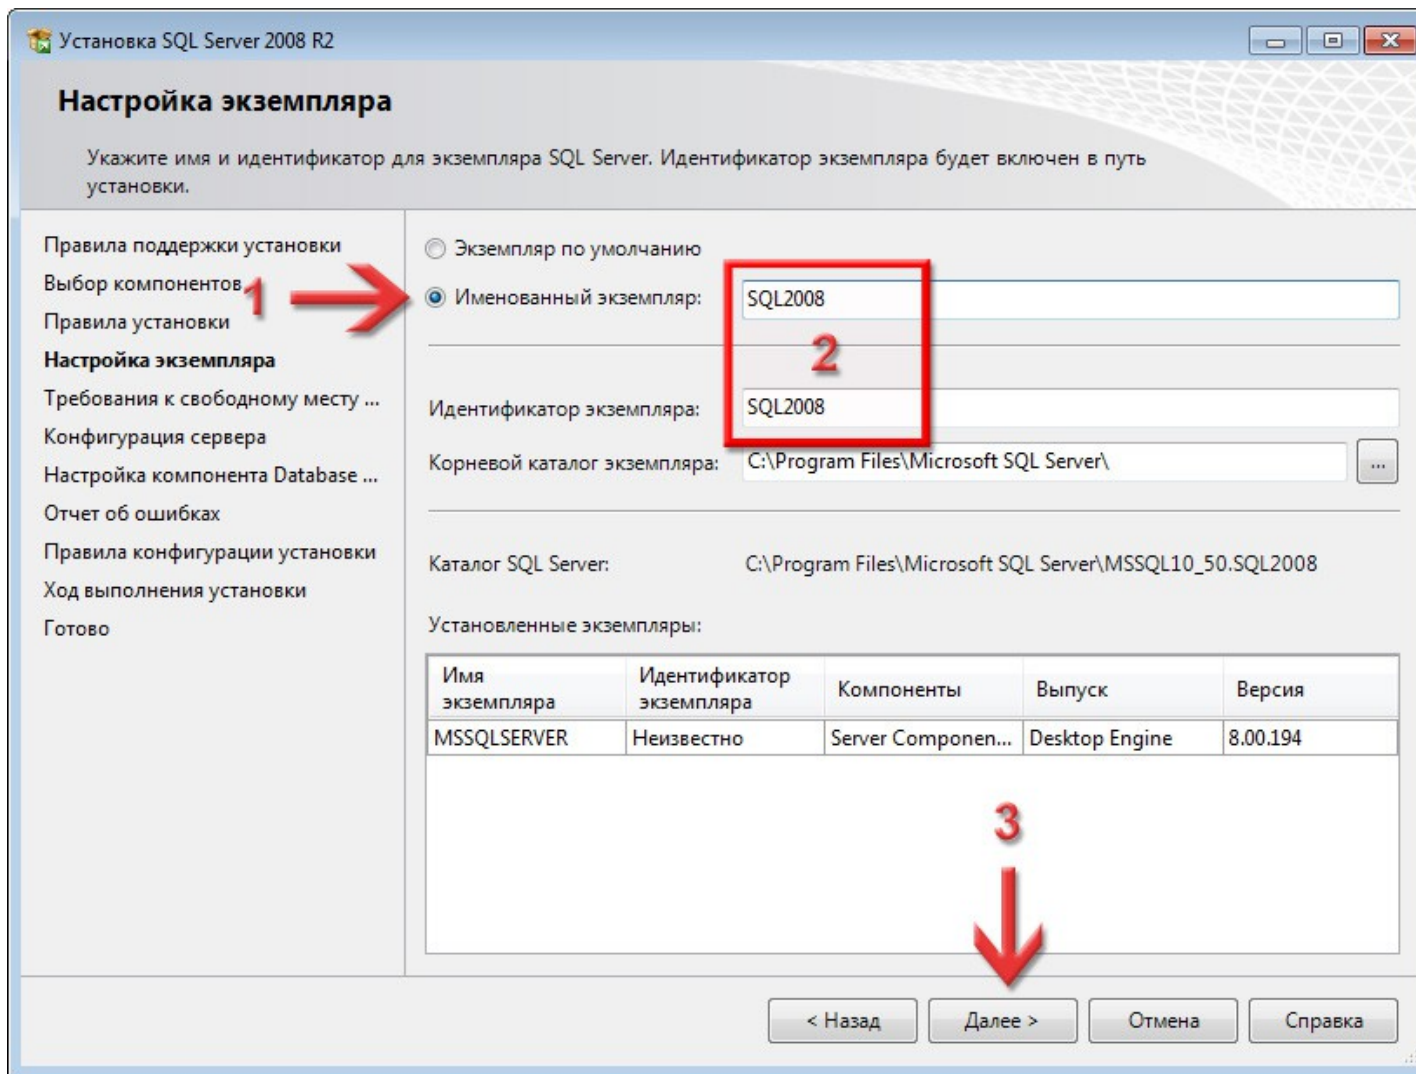 Установка SQL Server 2008 R2
Настройка экземпляра
Укажите имя и идентификатор для экземпляра SQL Server. Идентификатор экземпляра будет включен в путь
установки.
Правила поддержки установки
Выбор компонентов
Правила установки
Настройка экземпляра
Требования к свободному месту ...
Конфигурация сервера
Настройка компонента Database ...
Отчет об ошибках
Правила конфигурации установки
Ход выполнения установки
Готово
1
Экземпляр по умолчанию
Именованный экземпляр: SQL2008
2
Идентификатор экземпляра: SQL2008
Корневой каталог экземпляра: C:\Program Files\Microsoft SQL Server\ ...
Каталог SQL Server: C:\Program Files\Microsoft SQL Server\MSSQL10_50.SQL2008
Установленные экземпляры:
Имя экземпляра Идентификатор экземпляра Компоненты Выпуск Версия
MSSQLSERVER Неизвестно Server Componen... Desktop Engine 8.00.194
3
< Назад Далее > Отмена Справка